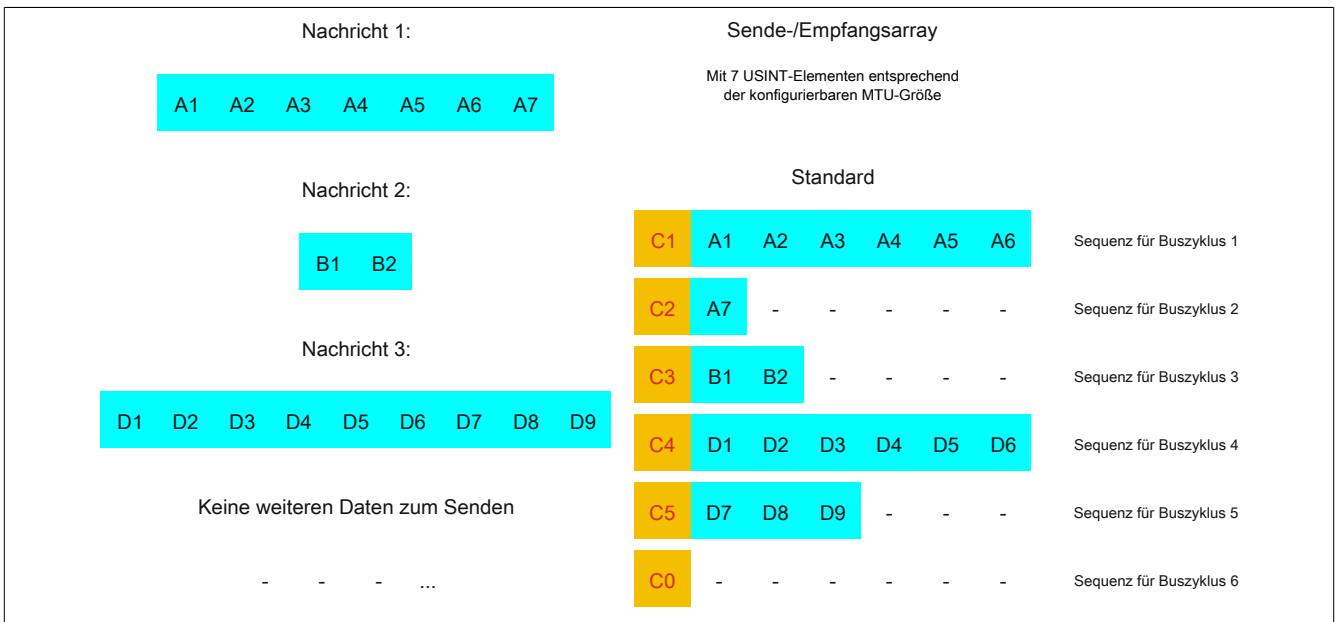 Nachricht 1:
A1 A2 A3 A4 A5 A6 A7
Nachricht 2:
B1 B2
Nachricht 3:
D1 D2 D3 D4 D5 D6 D7 D8 D9
Keine weiteren Daten zum Senden
- - - ...
Sende-/Empfangsarray
Mit 7 USINT-Elementen entsprechend
der konfigurierbaren MTU-Größe
Standard
C1 A1 A2 A3 A4 A5 A6 Sequenz für Buszyklus 1
C2 A7 - - - - - Sequenz für Buszyklus 2
C3 B1 B2 - - - - Sequenz für Buszyklus 3
C4 D1 D2 D3 D4 D5 D6 Sequenz für Buszyklus 4
C5 D7 D8 D9 - - - Sequenz für Buszyklus 5
C0 - - - - - - Sequenz für Buszyklus 6